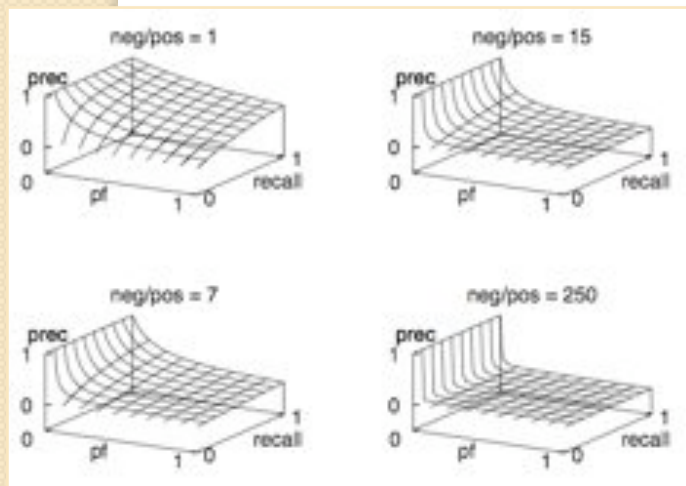 neg/pos = 1
prec
1
0
0
pf
1
0
recall
1
neg/pos = 15
prec
1
0
0
pf
1
0
recall
1
neg/pos = 7
prec
1
0
0
pf
1
0
recall
1
neg/pos = 250
prec
1
0
0
pf
1
0
recall
1